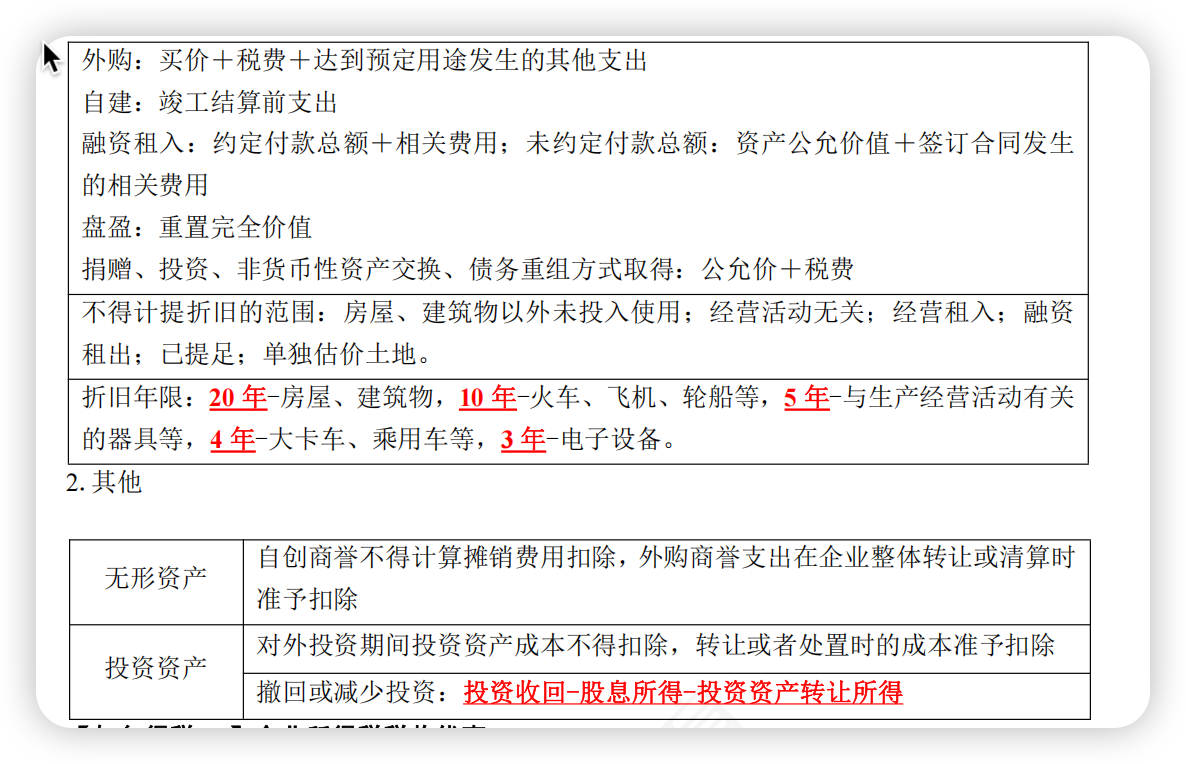 外购：买价＋税费＋达到预定用途发生的其他支出
自建：竣工结算前支出
融资租入：约定付款总额＋相关费用；未约定付款总额：资产公允价值＋签订合同发生
的相关费用
盘盈：重置完全价值
捐赠、投资、非货币性资产交换、债务重组方式取得：公允价＋税费
不得计提折旧的范围：房屋、建筑物以外未投入使用；经营活动无关；经营租入；融资
租出；已提足；单独估价土地。
折旧年限：20 年-房屋、建筑物，10 年-火车、飞机、轮船等，5 年-与生产经营活动有关
的器具等，4 年-大卡车、乘用车等，3 年-电子设备。
2. 其他
无形资产
自创商誉不得计算摊销费用扣除，外购商誉支出在企业整体转让或清算时
准予扣除
投资资产
对外投资期间投资资产成本不得扣除，转让或者处置时的成本准予扣除
撤回或减少投资：投资收回-股息所得-投资资产转让所得